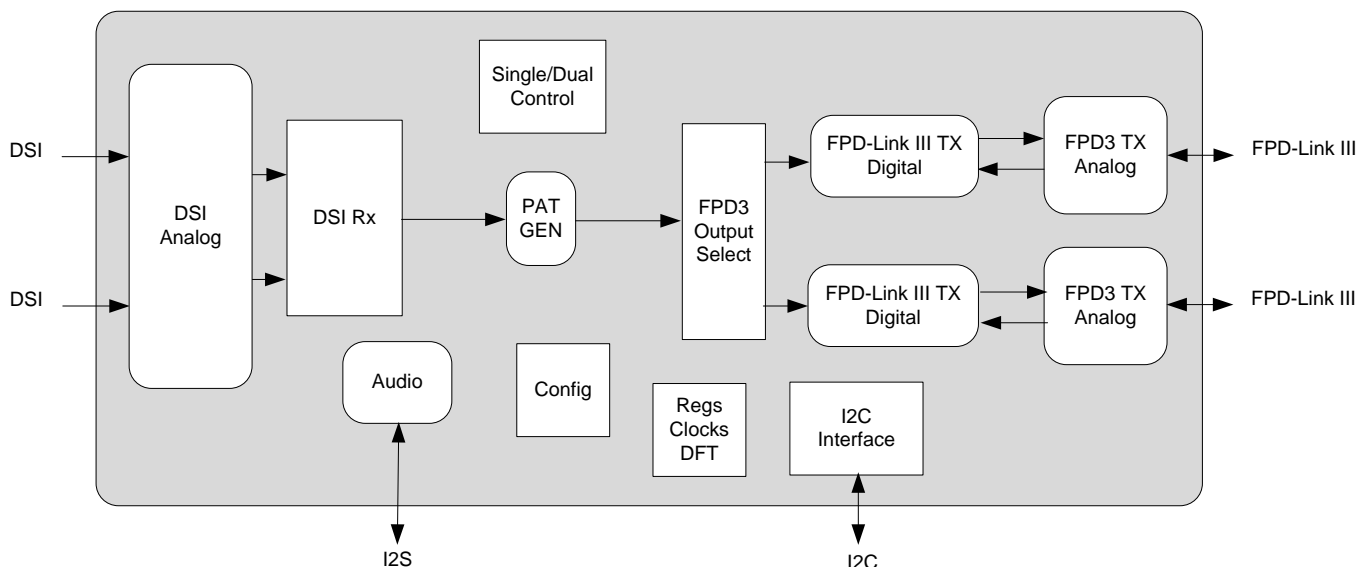 Single/Dual
Control
DSI
DSI
DSI
Analog
DSI Rx
PAT
GEN
FPD3
Output
Select
FPD-Link III TX
Digital
FPD3 TX
Analog
FPD-Link III
FPD-Link III TX
Digital
FPD3 TX
Analog
FPD-Link III
Audio
Config
Regs
Clocks
DFT
I2C
Interface
I2S
I2C